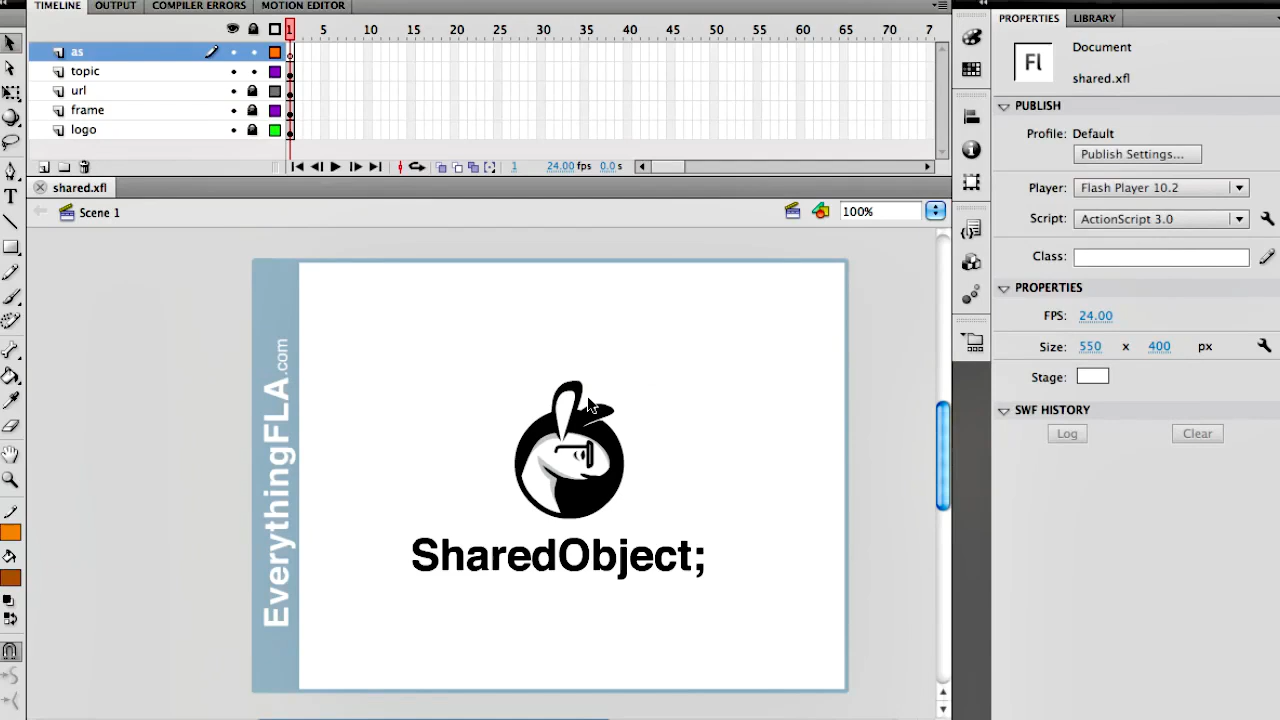 TIMELINE OUTPUT COMPILER ERRORS MOTION EDITOR
1 5 10 15 20 25 30 35 40 45 50 55 60 65 70 7
as
topic
url
frame
logo
1 24.00 fps 0.0 s
shared.xfl
Scene 1
100%
EverythingFLA.com
SharedObject;
PROPERTIES LIBRARY
Fl
Document
shared.xfl
PUBLISH
Profile: Default
Publish Settings...
Player: Flash Player 10.2
Script: ActionScript 3.0
Class:
PROPERTIES
FPS: 24.00
Size: 550 x 400 px
Stage:
SWF HISTORY
Log Clear